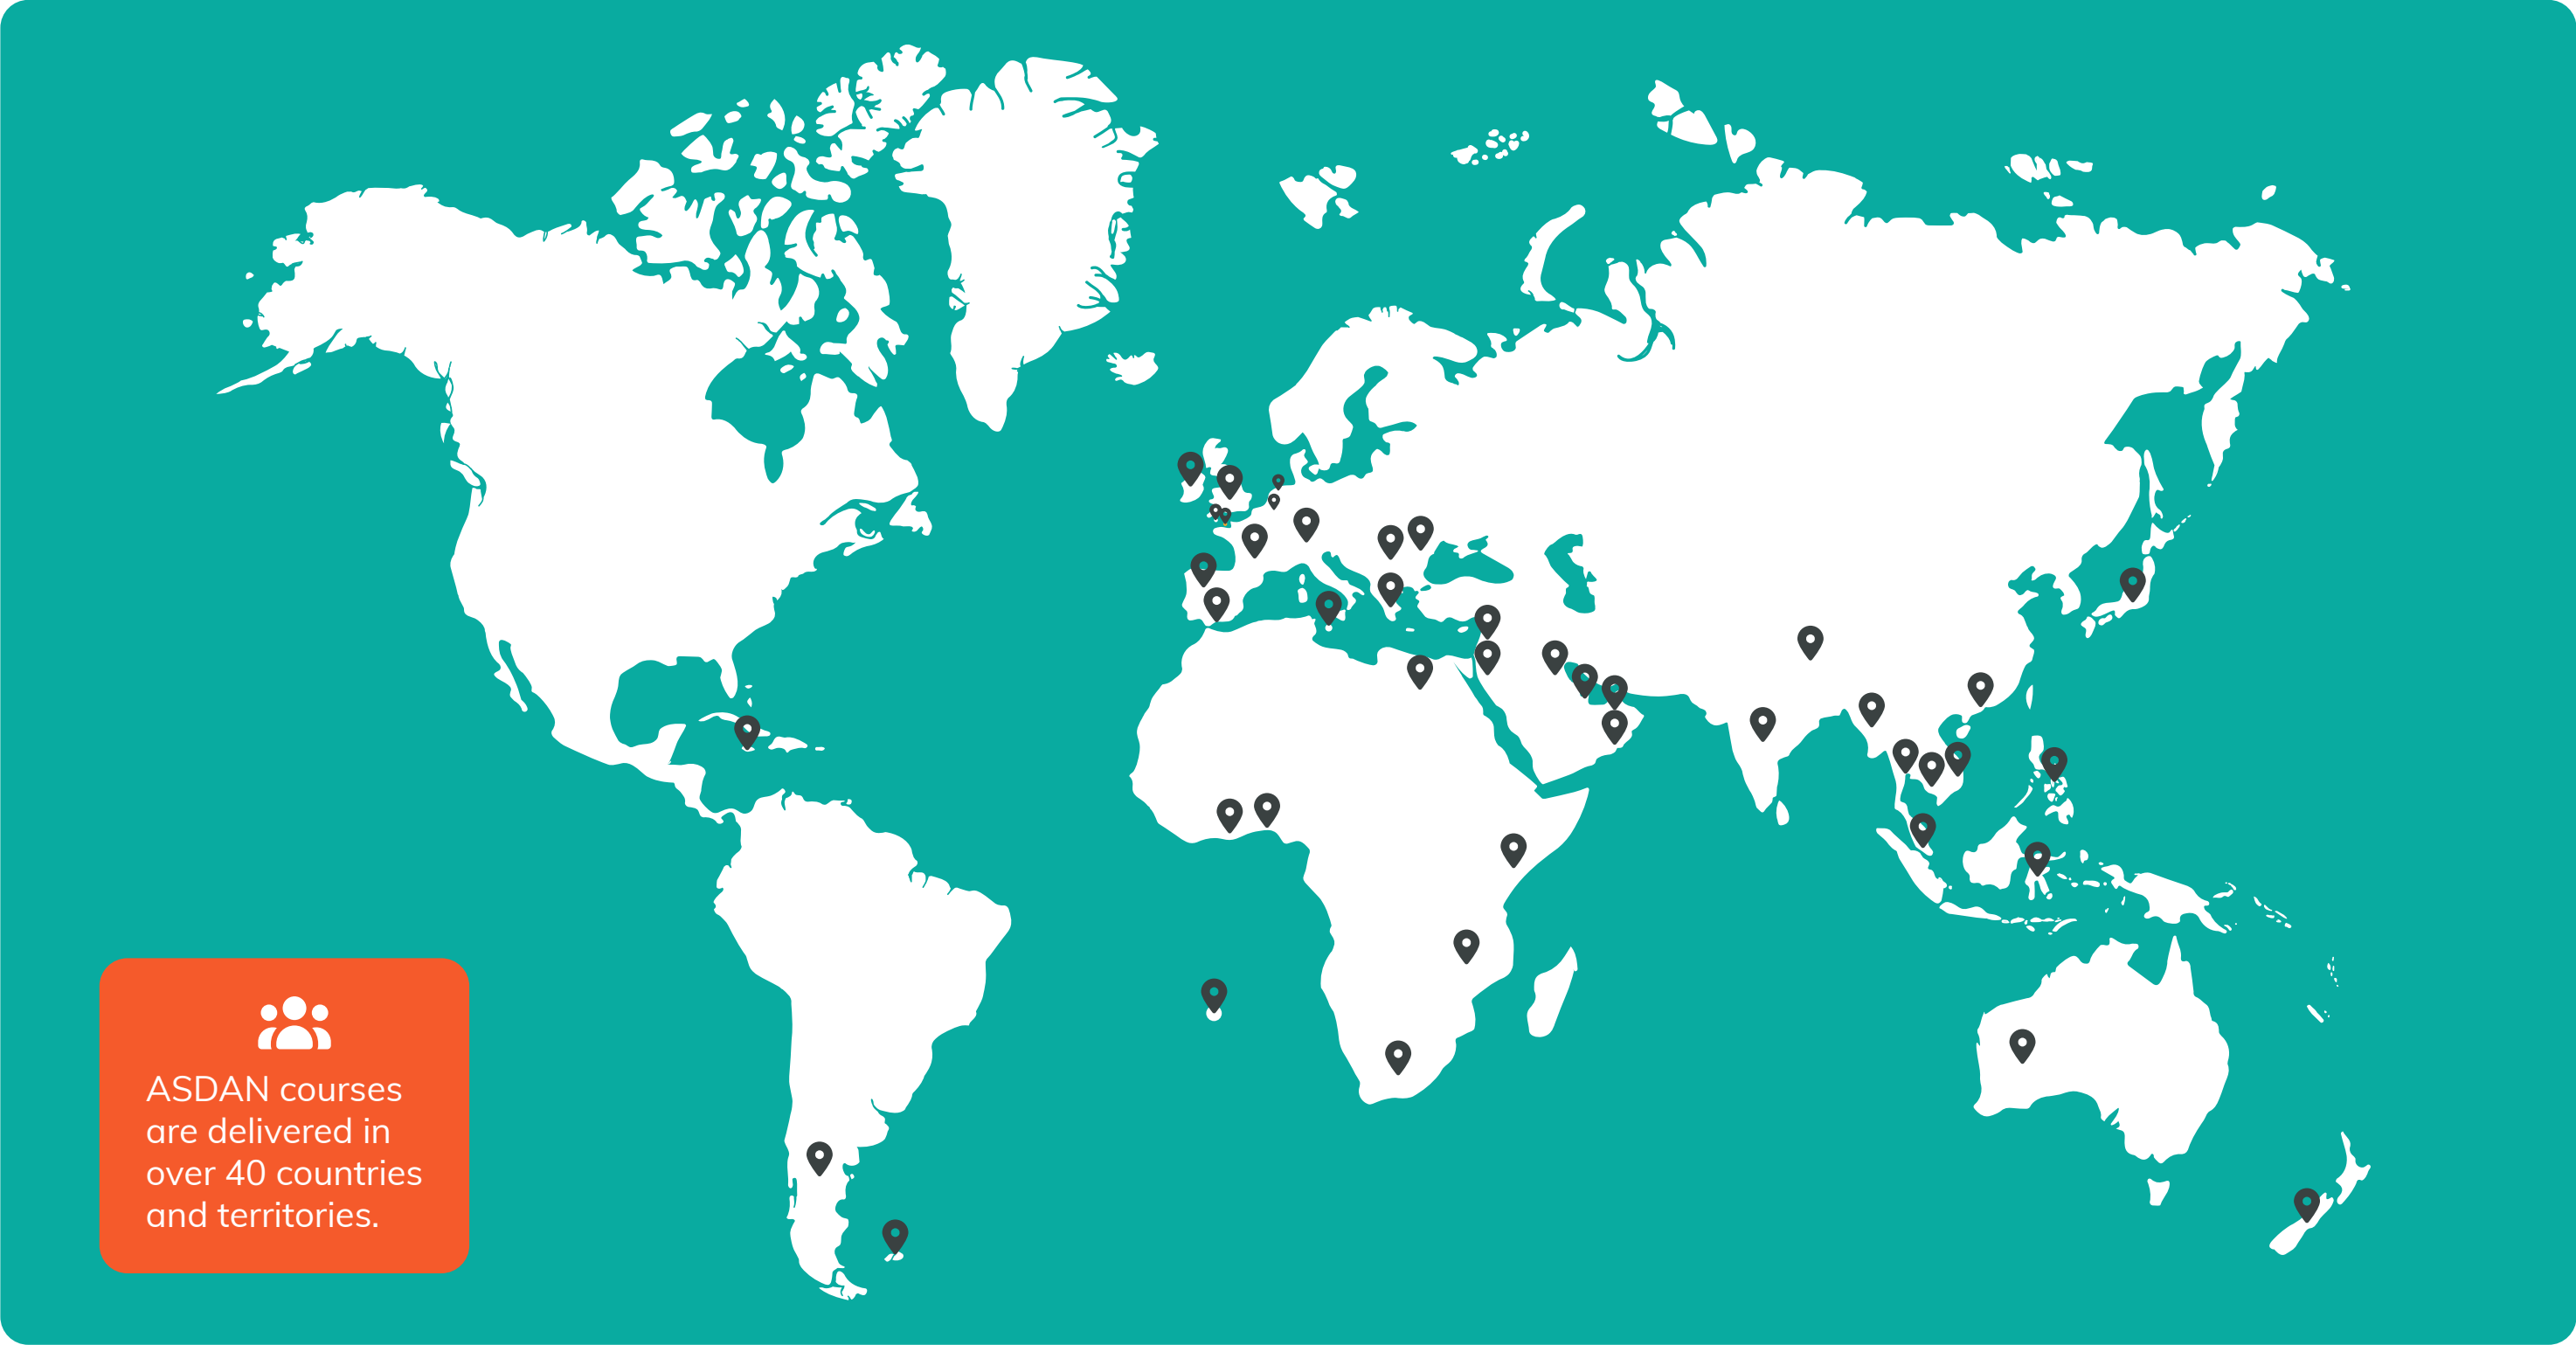 ASDAN courses
are delivered in
over 40 countries
and territories.